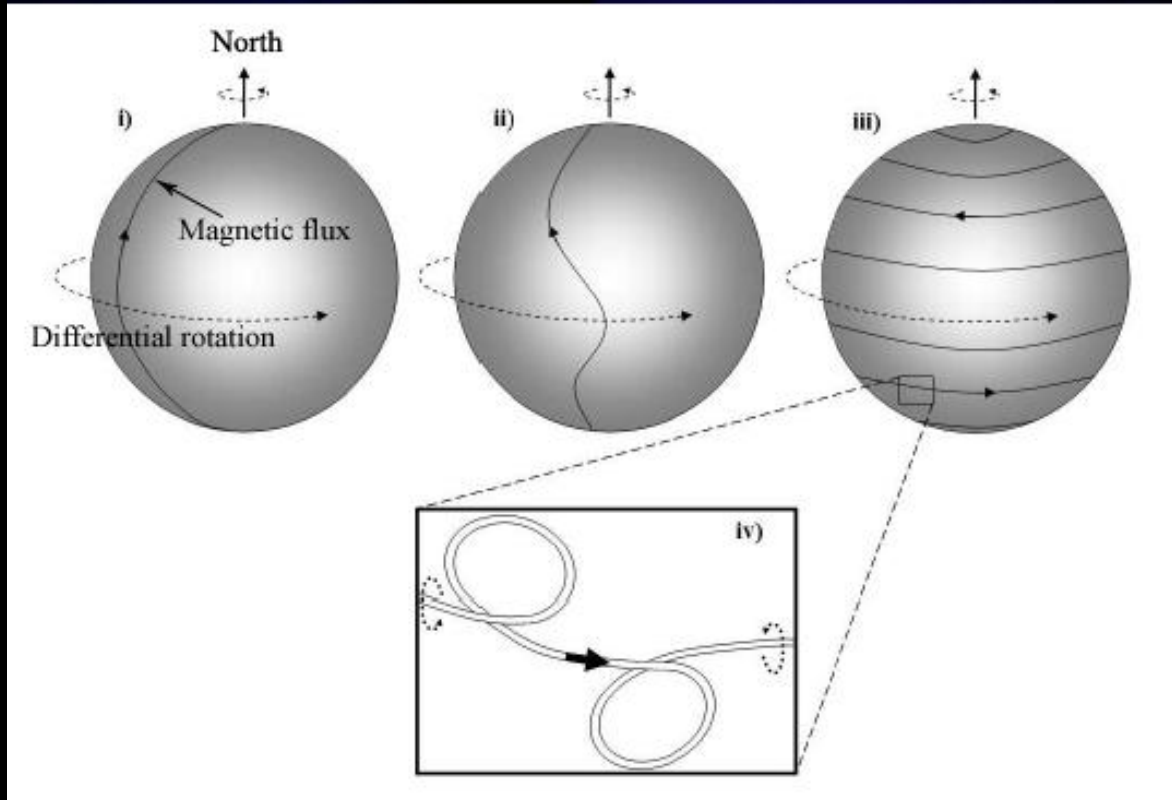 North
i)
ii)
iii)
Magnetic flux
Differential rotation
iv)